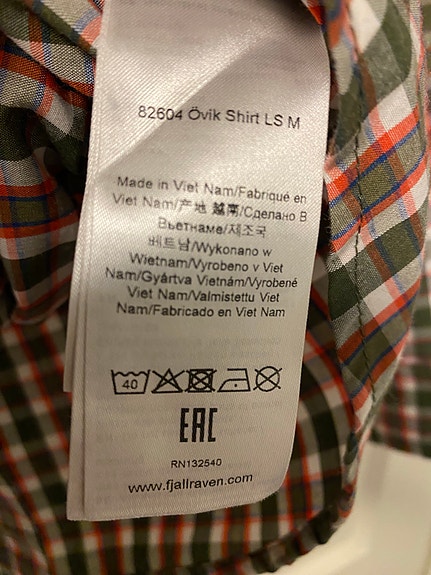 82604 Övik Shirt LS M
Made in Viet Nam/Fabriqué en
Viet Nam/产地 越南/Сделано В
Вьетнаме/제조국
베트남/Wykonano w
Wietnam/Vyrobeno v Viet
Nam/Gyártva Vietnám/Vyrobené
Viet Nam/Valmistettu Viet
Nam/Fabricado en Viet Nam
40
EAC
RN132540
www.fjallraven.com